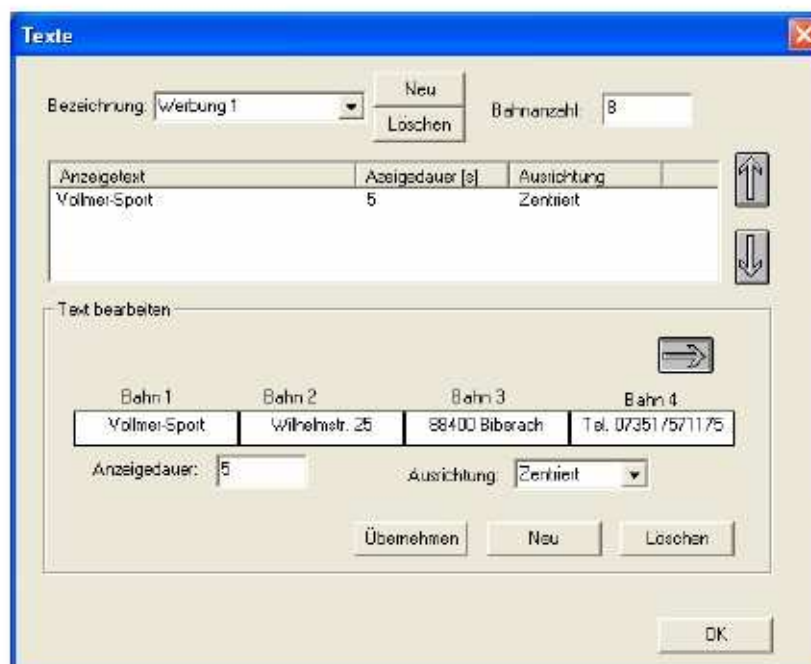 Texte
Bezeichnung: Werbung 1
Neu
Löschen
Bahnanzahl: 8
Anzeigetext Azeigedauer [s] Ausrichtung
Vollmer-Sport 5 Zentriert
Text bearbeiten
Bahn 1 Bahn 2 Bahn 3 Bahn 4
Vollmer-Sport Wilhelmstr. 25 88400 Biberach Tel. 07351/571175
Anzeigedauer: 5 Ausrichtung: Zentriert
Übernehmen Neu Löschen
OK